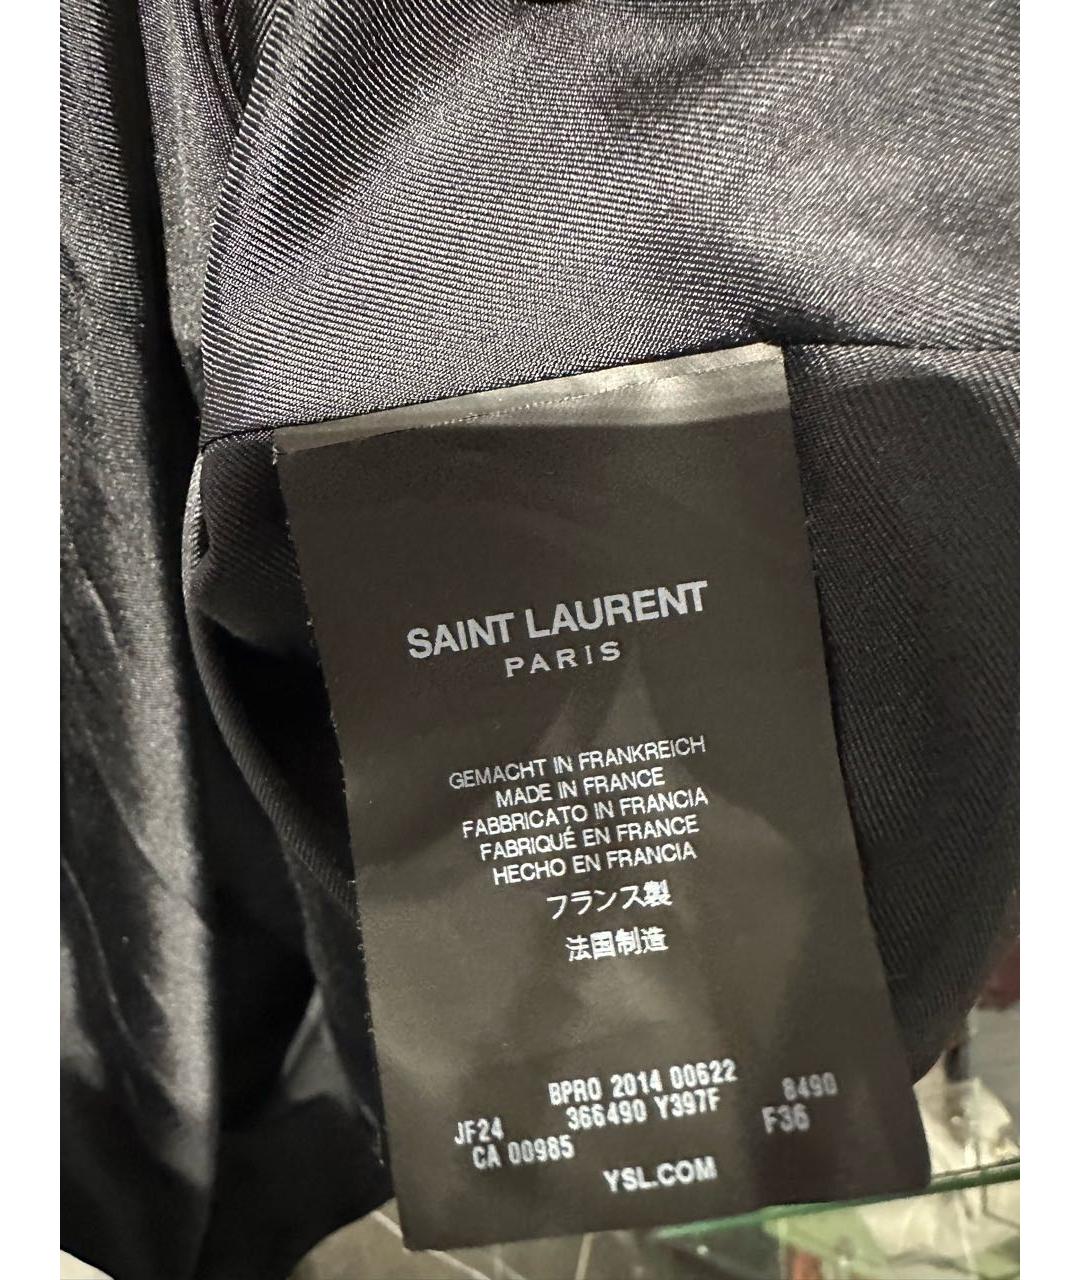 SAINT LAURENT
PARIS
GEMACHT IN FRANKREICH
MADE IN FRANCE
FABBRICATO IN FRANCIA
FABRIQUÉ EN FRANCE
HECHO EN FRANCIA
フランス製
法国制造
BPRO 2014 00622
JF24 366490 Y397F 8490
CA 00985 F36
YSL.COM